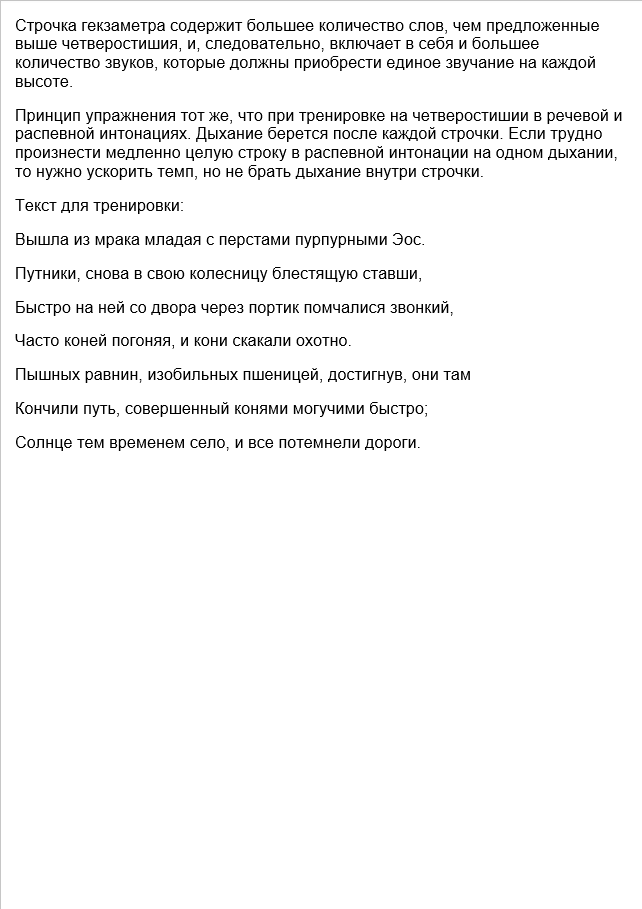 Строчка гекзаметра содержит большее количество слов, чем предложенные
выше четверостишия, и, следовательно, включает в себя и большее
количество звуков, которые должны приобрести единое звучание на каждой
высоте.
Принцип упражнения тот же, что при тренировке на четверостишии в речевой и
распевной интонациях. Дыхание берется после каждой строчки. Если трудно
произнести медленно целую строку в распевной интонации на одном дыхании,
то нужно ускорить темп, но не брать дыхание внутри строчки.
Текст для тренировки:
Вышла из мрака младая с перстами пурпурными Эос.
Путники, снова в свою колесницу блестящую ставши,
Быстро на ней со двора через портик помчалися звонкий,
Часто коней погоняя, и кони скакали охотно.
Пышных равнин, изобильных пшеницей, достигнув, они там
Кончили путь, совершенный конями могучими быстро;
Солнце тем временем село, и все потемнели дороги.